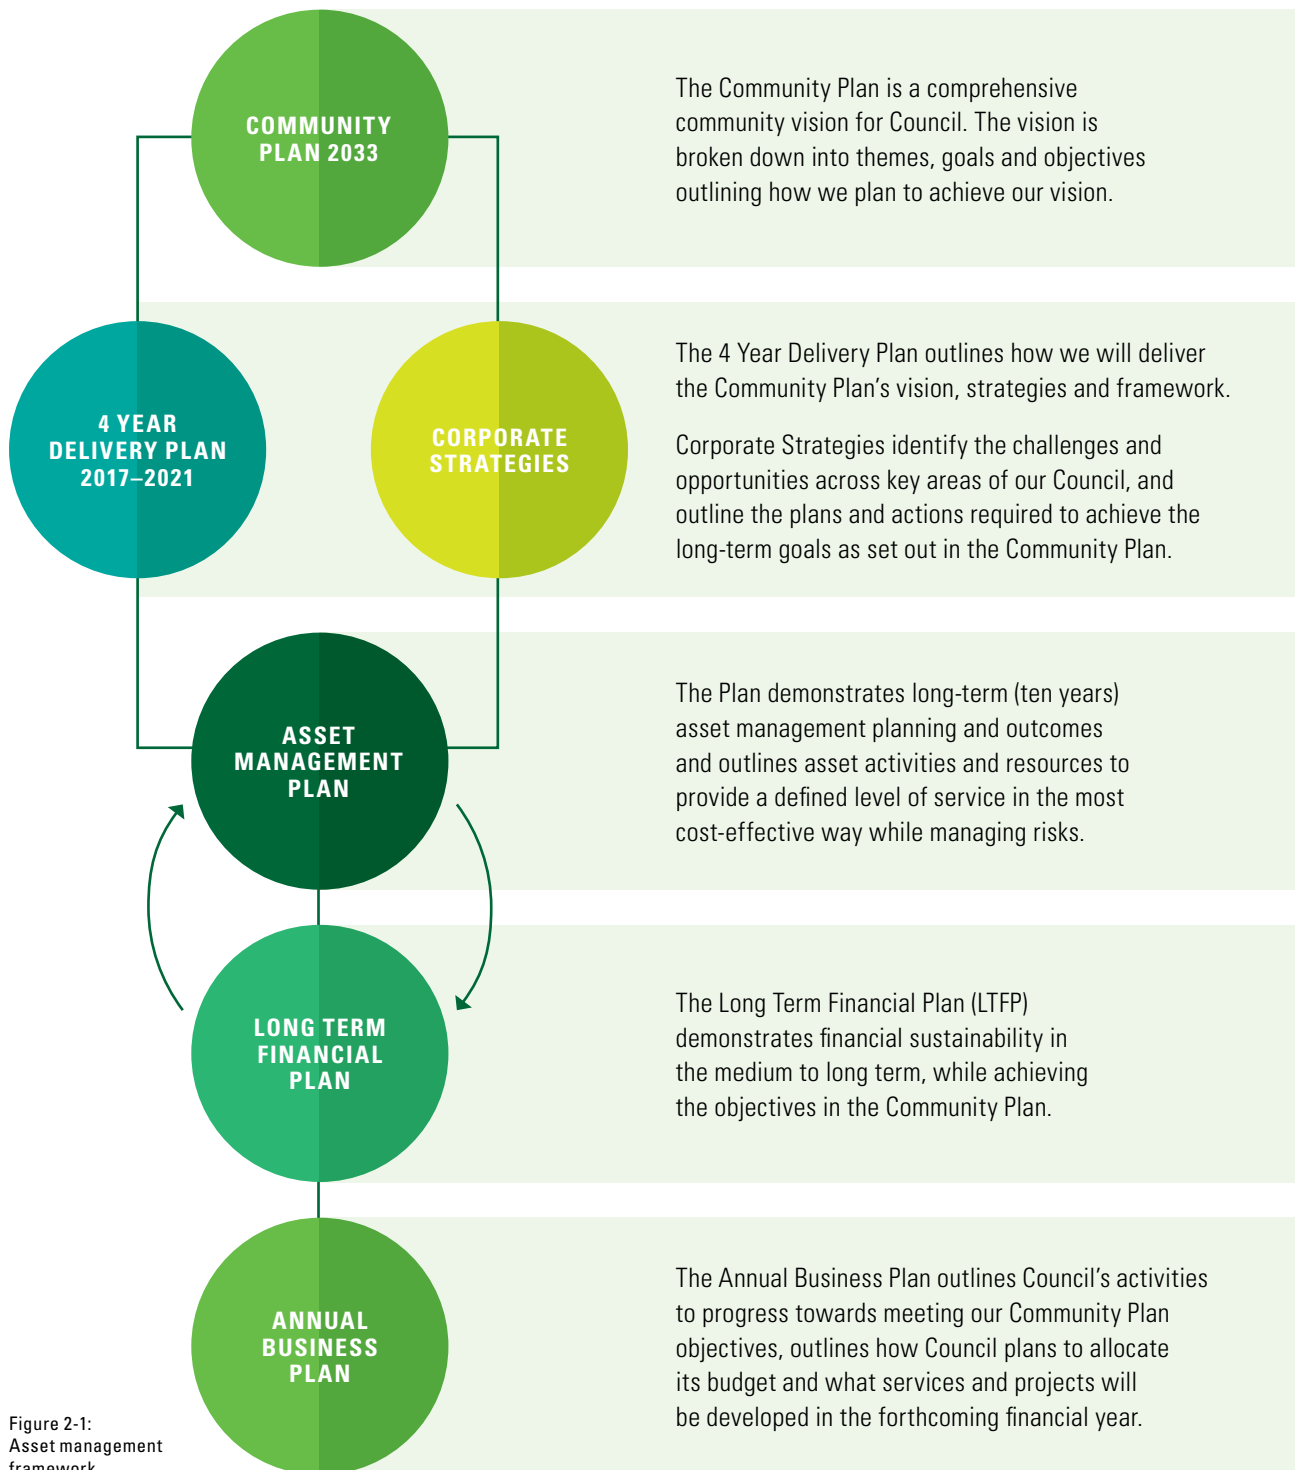 COMMUNITY
PLAN 2033
The Community Plan is a comprehensive
community vision for Council. The vision is
broken down into themes, goals and objectives
outlining how we plan to achieve our vision.
4 YEAR
DELIVERY PLAN
2017–2021
CORPORATE
STRATEGIES
The 4 Year Delivery Plan outlines how we will deliver
the Community Plan’s vision, strategies and framework.
Corporate Strategies identify the challenges and
opportunities across key areas of our Council, and
outline the plans and actions required to achieve the
long-term goals as set out in the Community Plan.
ASSET
MANAGEMENT
PLAN
The Plan demonstrates long-term (ten years)
asset management planning and outcomes
and outlines asset activities and resources to
provide a defined level of service in the most
cost-effective way while managing risks.
LONG TERM
FINANCIAL
PLAN
The Long Term Financial Plan (LTFP)
demonstrates financial sustainability in
the medium to long term, while achieving
the objectives in the Community Plan.
ANNUAL
BUSINESS
PLAN
The Annual Business Plan outlines Council’s activities
to progress towards meeting our Community Plan
objectives, outlines how Council plans to allocate
its budget and what services and projects will
be developed in the forthcoming financial year.
Figure 2-1:
Asset management
framework